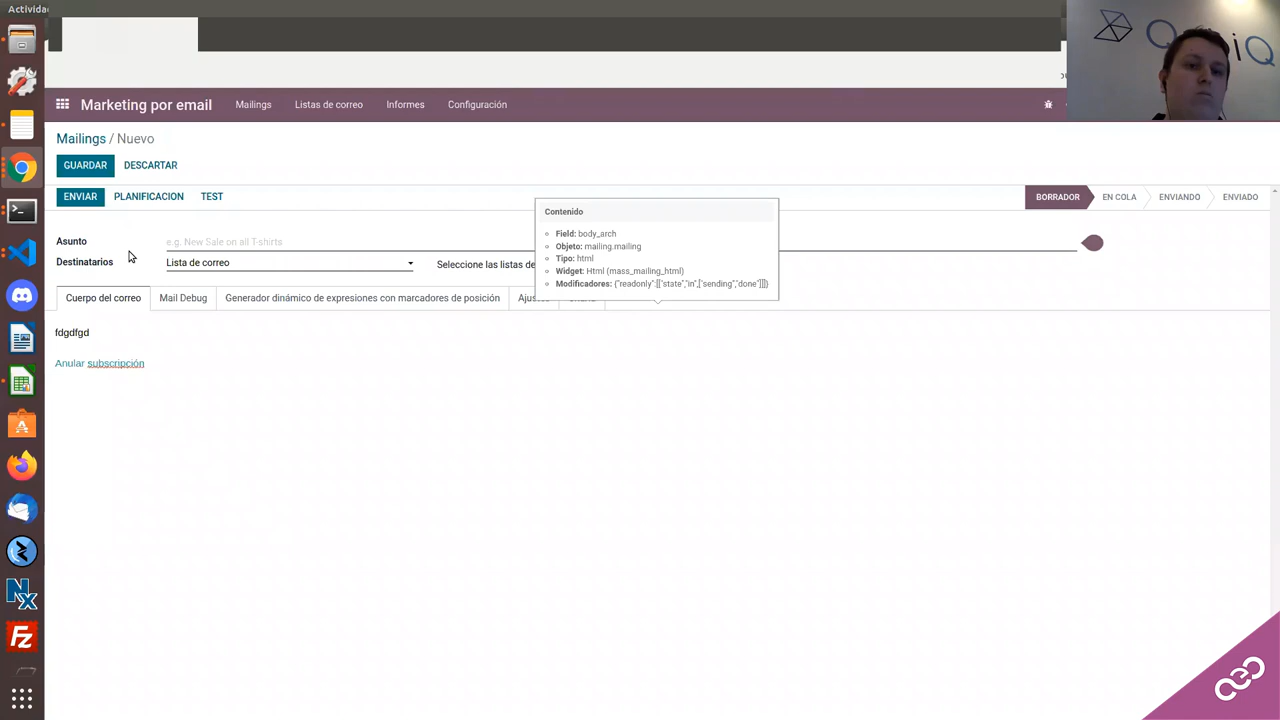 Activida
Marketing por email Mailings Listas de correo Informes Configuración
Mailings / Nuevo
GUARDAR DESCARTAR
ENVIAR PLANIFICACION TEST BORRADOR EN COLA ENVIANDO ENVIADO
Contenido
Field: body_arch
Objeto: mailing.mailing
Tipo: html
Widget: Html (mass_mailing_html)
Modificadores: {"readonly":[["state","in",["sending","done"]]]}
Asunto e.g. New Sale on all T-shirts
Destinatarios Lista de correo Seleccione las listas de
Cuerpo del correo Mail Debug Generador dinámico de expresiones con marcadores de posición Ajustes
fdgdfgd
Anular subscripción